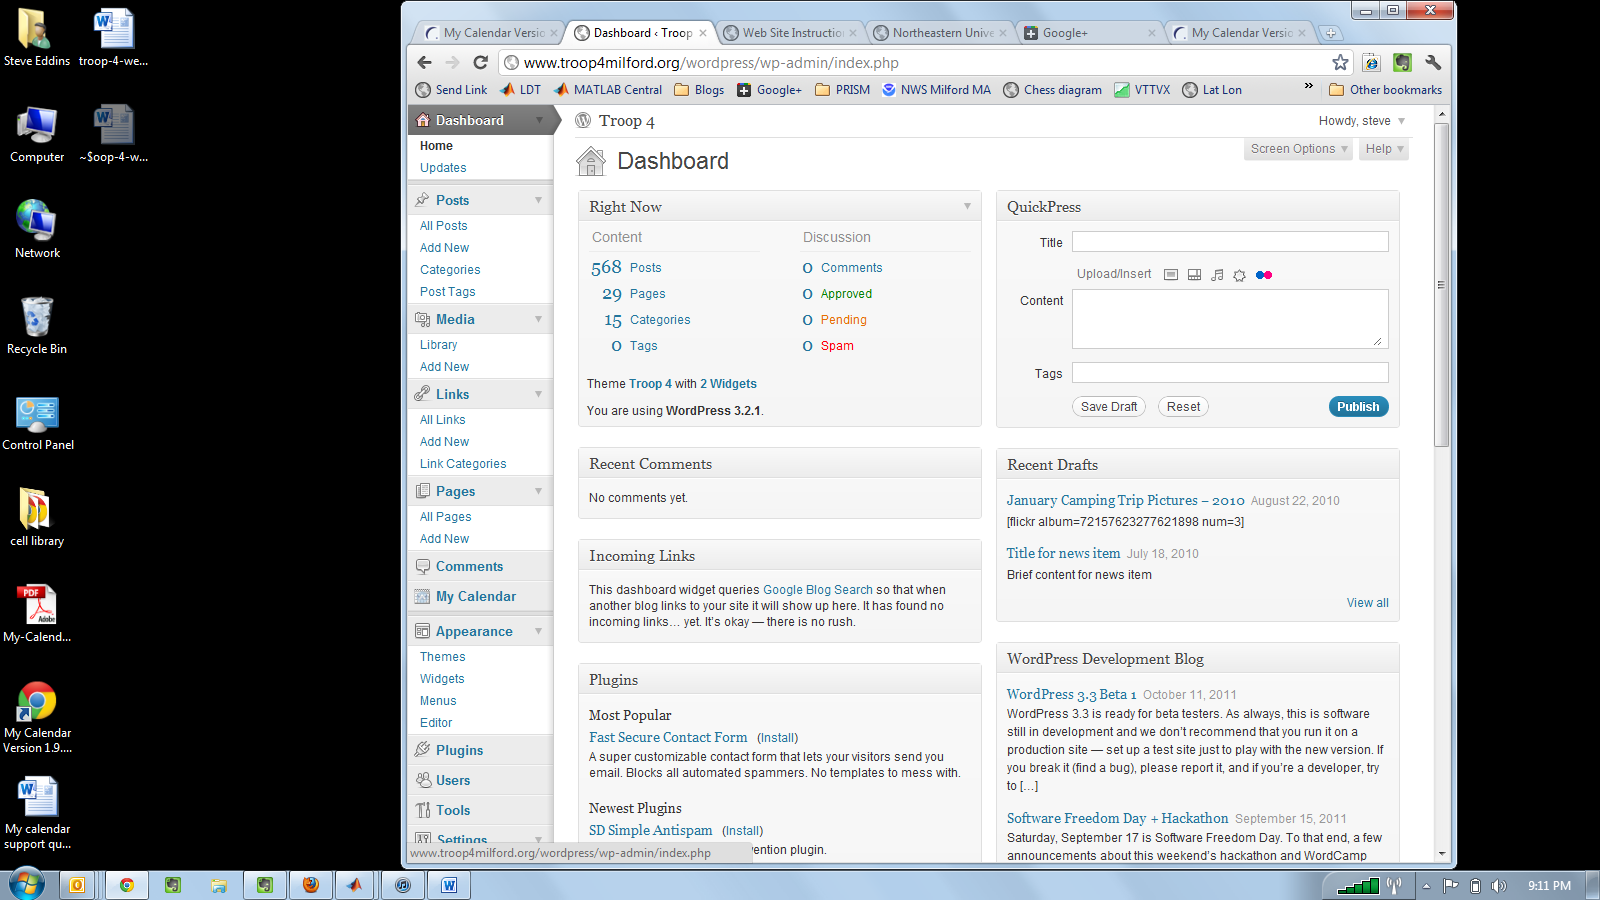 Steve Eddins
troop-4-we...
Computer
~$oop-4-w...
Network
Recycle Bin
Control Panel
cell library
PDF
Adobe
My-Calend...
My Calendar
Version 1.9....
My calendar
support qu...
My Calendar Versio
Dashboard ‹ Troop
Web Site Instructio
Northeastern Unive
Google+
My Calendar Versio
www.troop4milford.org/wordpress/wp-admin/index.php
Send Link
LDT
MATLAB Central
Blogs
Google+
PRISM
NWS Milford MA
Chess diagram
VTTVX
Lat Lon
»
Other bookmarks
Dashboard
Home
Updates
Posts
All Posts
Add New
Categories
Post Tags
Media
Library
Add New
Links
All Links
Add New
Link Categories
Pages
All Pages
Add New
Comments
My Calendar
Appearance
Themes
Widgets
Menus
Editor
Plugins
Users
Tools
Settings
Troop 4
Howdy, steve
Screen Options
Help
Dashboard
Right Now
Content
Discussion
568 Posts
0 Comments
29 Pages
0 Approved
15 Categories
0 Pending
0 Tags
0 Spam
Theme Troop 4 with 2 Widgets
You are using WordPress 3.2.1.
Recent Comments
No comments yet.
Incoming Links
This dashboard widget queries Google Blog Search so that when
another blog links to your site it will show up here. It has found no
incoming links… yet. It's okay — there is no rush.
Plugins
Most Popular
Fast Secure Contact Form (Install)
A super customizable contact form that lets your visitors send you
email. Blocks all automated spammers. No templates to mess with.
Newest Plugins
SD Simple Antispam (Install)
vention plugin.
QuickPress
Title
Upload/Insert
Content
Tags
Save Draft
Reset
Publish
Recent Drafts
January Camping Trip Pictures – 2010 August 22, 2010
[flickr album=72157623277621898 num=3]
Title for news item July 18, 2010
Brief content for news item
View all
WordPress Development Blog
WordPress 3.3 Beta 1 October 11, 2011
WordPress 3.3 is ready for beta testers. As always, this is software
still in development and we don't recommend that you run it on a
production site — set up a test site just to play with the new version. If
you break it (find a bug), please report it, and if you're a developer, try
to […]
Software Freedom Day + Hackathon September 15, 2011
Saturday, September 17 is Software Freedom Day. To that end, a few
announcements about this weekend's hackathon and WordCamp
www.troop4milford.org/wordpress/wp-admin/index.php
9:11 PM